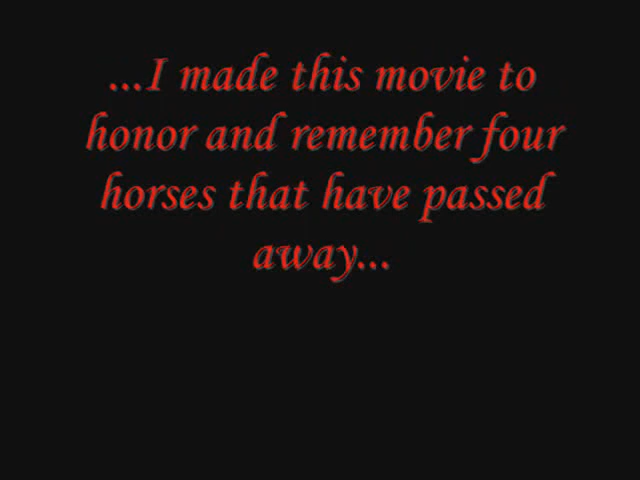 ...I made this movie to
honor and remember four
horses that have passed
away...